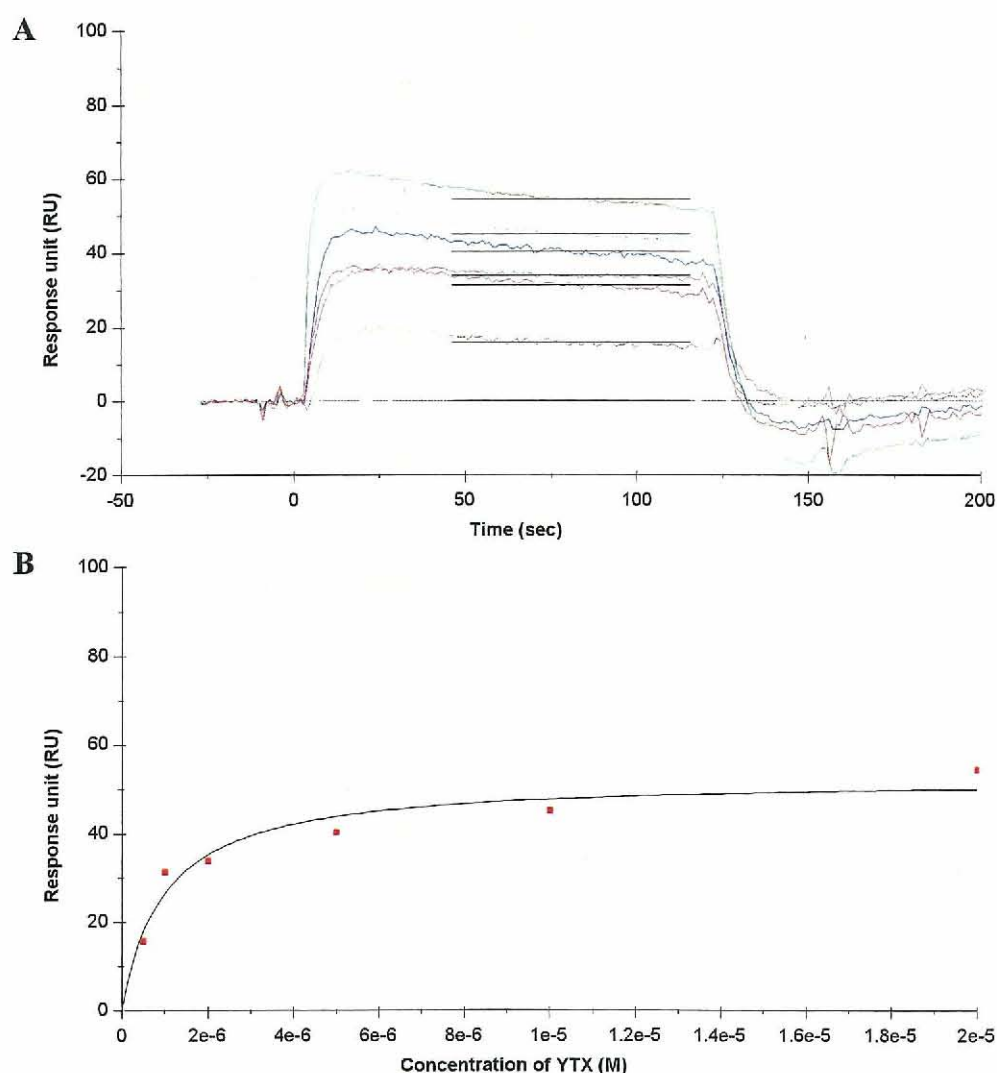 A
100
80
60
40
20
0
-20
Response unit (RU)
-50 0 50 100 150 200
Time (sec)
B
100
80
60
40
20
0
Response unit (RU)
0 2e-6 4e-6 6e-6 8e-6 1e-5 1.2e-5 1.4e-5 1.6e-5 1.8e-5 2e-5
Concentration of YTX (M)